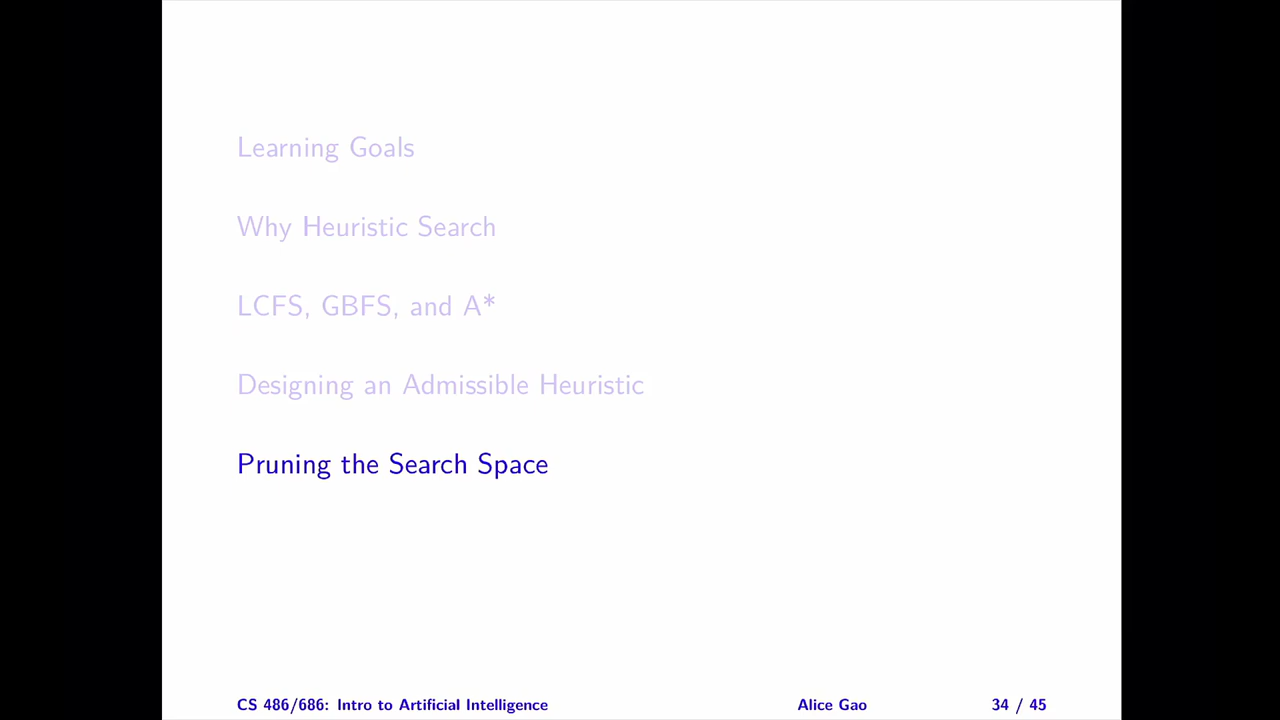 Learning Goals
Why Heuristic Search
LCFS, GBFS, and A*
Designing an Admissible Heuristic
Pruning the Search Space
CS 486/686: Intro to Artificial Intelligence Alice Gao 34 / 45